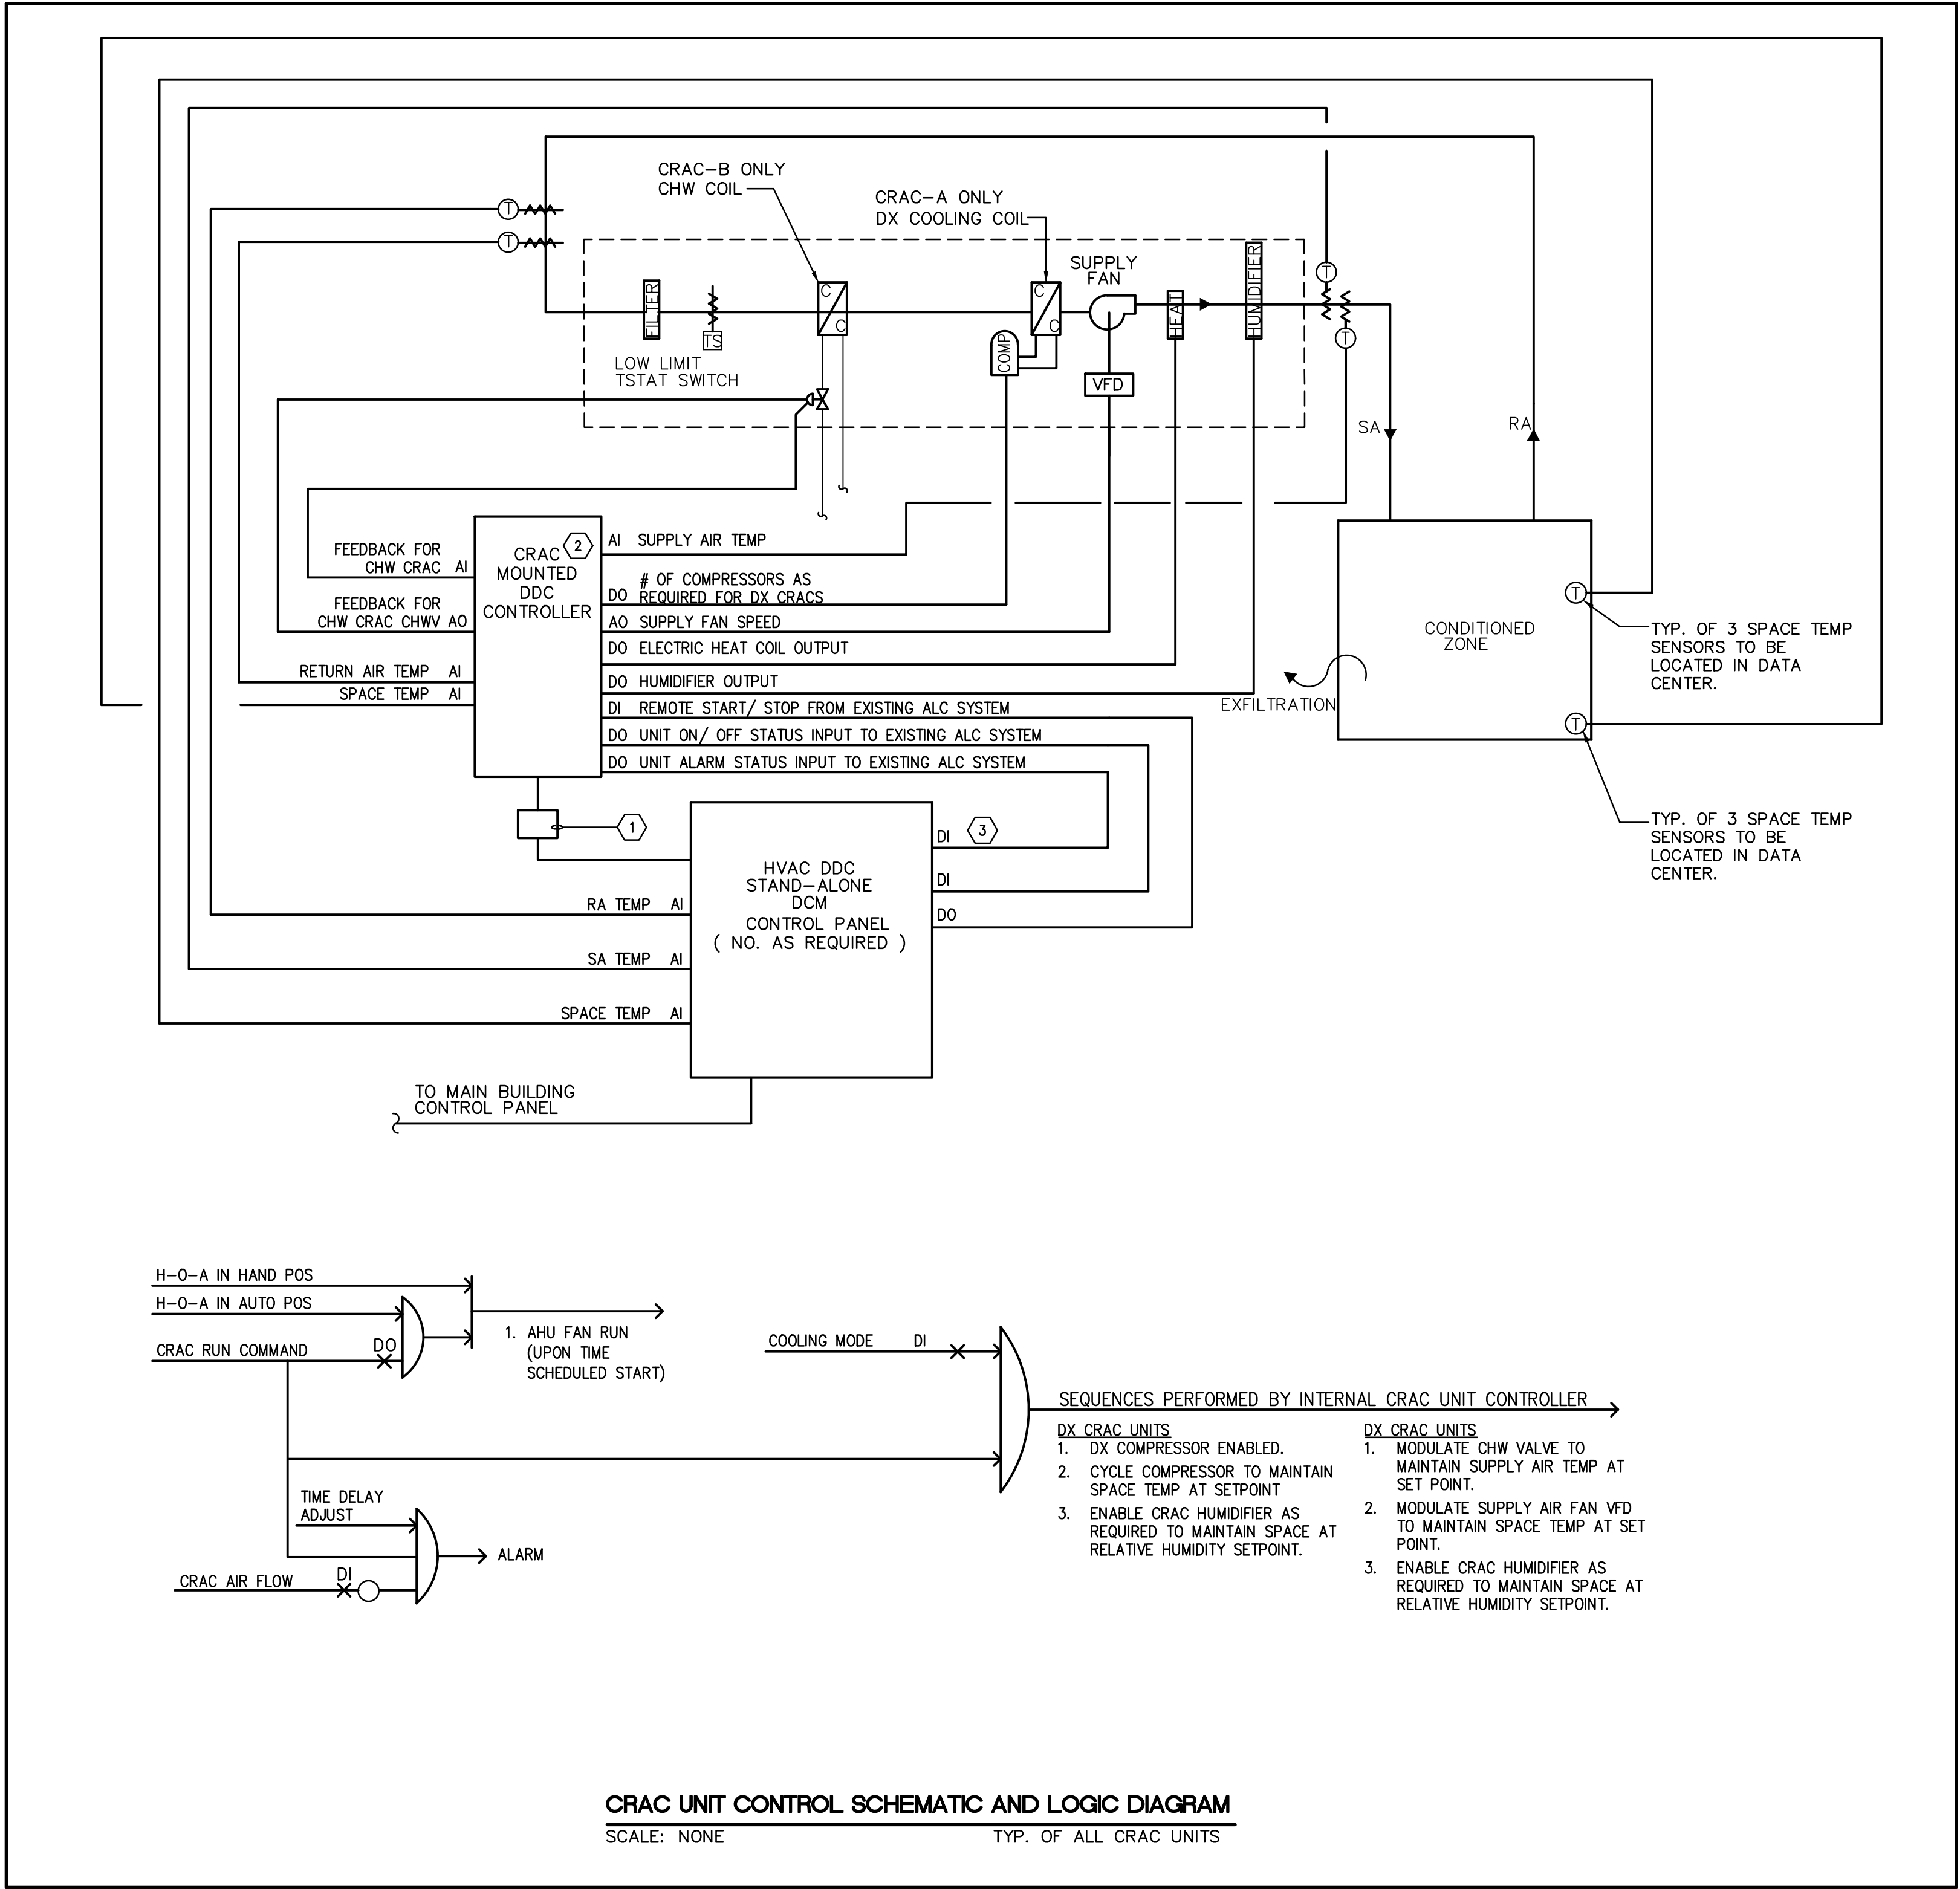 CRAC-B ONLY
CHW COIL
CRAC-A ONLY
DX COOLING COIL
SUPPLY
FAN
T
T
T
T
FILTER
TS
C
C
C
C
COMP
VFD
HEAT
HUMIDIFIER
LOW LIMIT
TSTAT SWITCH
SA
RA
FEEDBACK FOR
CHW CRAC AI
FEEDBACK FOR
CHW CRAC CHWV AO
RETURN AIR TEMP AI
SPACE TEMP AI
CRAC
MOUNTED
DDC
CONTROLLER
2
AI SUPPLY AIR TEMP
# OF COMPRESSORS AS
DO REQUIRED FOR DX CRACS
AO SUPPLY FAN SPEED
DO ELECTRIC HEAT COIL OUTPUT
DO HUMIDIFIER OUTPUT
DI REMOTE START/ STOP FROM EXISTING ALC SYSTEM
DO UNIT ON/ OFF STATUS INPUT TO EXISTING ALC SYSTEM
DO UNIT ALARM STATUS INPUT TO EXISTING ALC SYSTEM
CONDITIONED
ZONE
EXFILTRATION
T
T
TYP. OF 3 SPACE TEMP
SENSORS TO BE
LOCATED IN DATA
CENTER.
TYP. OF 3 SPACE TEMP
SENSORS TO BE
LOCATED IN DATA
CENTER.
1
HVAC DDC
STAND-ALONE
DCM
CONTROL PANEL
( NO. AS REQUIRED )
DI
3
DI
DO
RA TEMP AI
SA TEMP AI
SPACE TEMP AI
TO MAIN BUILDING
CONTROL PANEL
H-O-A IN HAND POS
H-O-A IN AUTO POS
CRAC RUN COMMAND DO
1. AHU FAN RUN
(UPON TIME
SCHEDULED START)
TIME DELAY
ADJUST
CRAC AIR FLOW DI
ALARM
COOLING MODE DI
SEQUENCES PERFORMED BY INTERNAL CRAC UNIT CONTROLLER
DX CRAC UNITS
1. DX COMPRESSOR ENABLED.
2. CYCLE COMPRESSOR TO MAINTAIN
SPACE TEMP AT SETPOINT
3. ENABLE CRAC HUMIDIFIER AS
REQUIRED TO MAINTAIN SPACE AT
RELATIVE HUMIDITY SETPOINT.
DX CRAC UNITS
1. MODULATE CHW VALVE TO
MAINTAIN SUPPLY AIR TEMP AT
SET POINT.
2. MODULATE SUPPLY AIR FAN VFD
TO MAINTAIN SPACE TEMP AT SET
POINT.
3. ENABLE CRAC HUMIDIFIER AS
REQUIRED TO MAINTAIN SPACE AT
RELATIVE HUMIDITY SETPOINT.
CRAC UNIT CONTROL SCHEMATIC AND LOGIC DIAGRAM
SCALE: NONE TYP. OF ALL CRAC UNITS